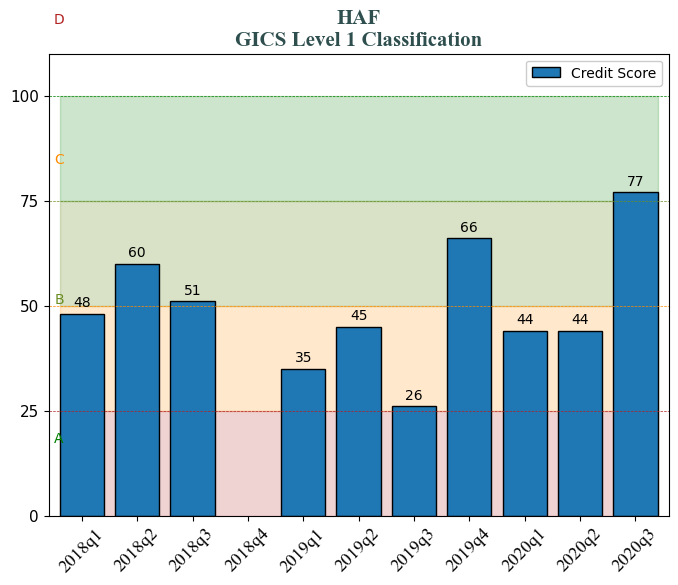 D
HAF
GICS Level 1 Classification
Credit Score
100
C
75
77
66
60
B
51
50
48
45
44
44
35
26
25
A
0
2018q1
2018q2
2018q3
2018q4
2019q1
2019q2
2019q3
2019q4
2020q1
2020q2
2020q3